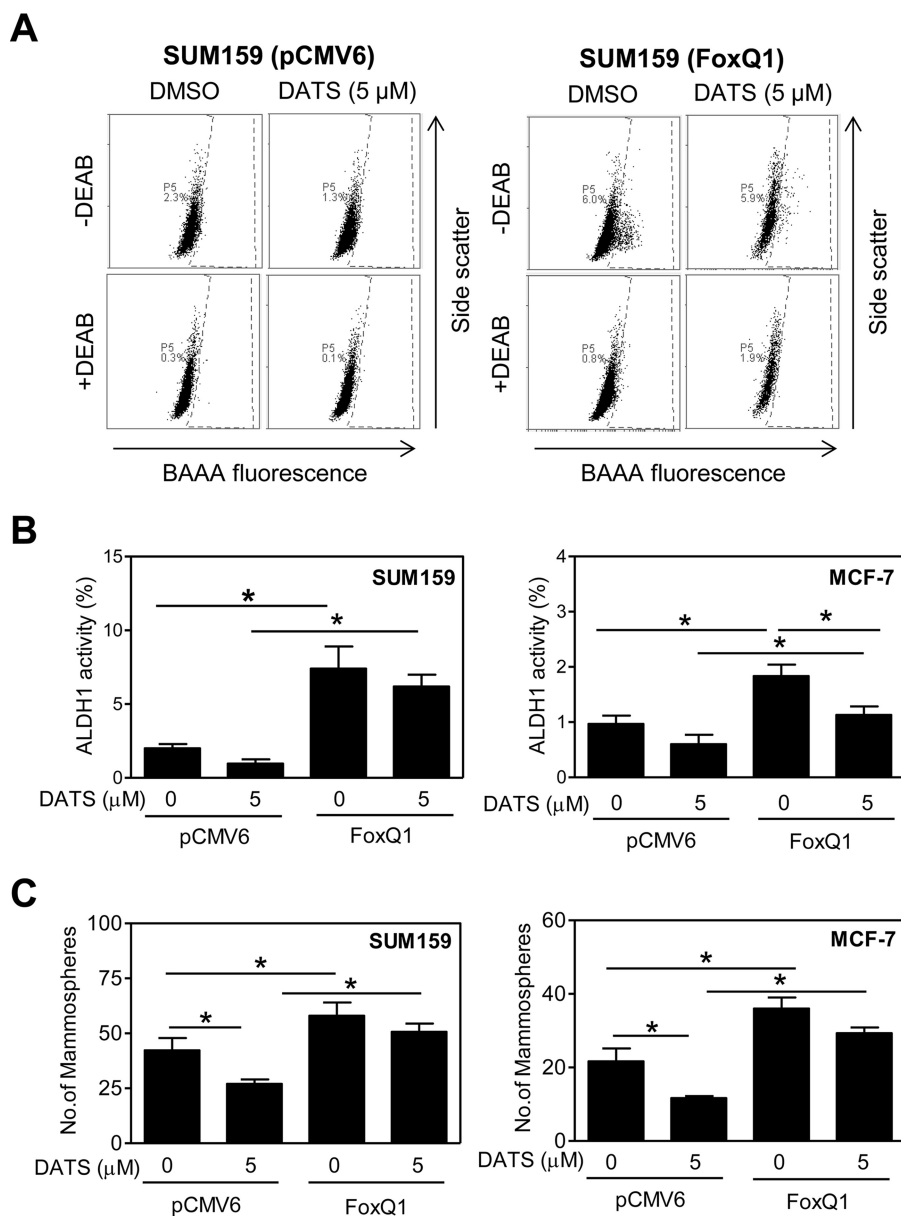 A
SUM159 (pCMV6)
SUM159 (FoxQ1)
DMSO
DATS (5 µM)
DMSO
DATS (5 µM)
-DEAB
P5
2.3%
P5
1.3%
Side scatter
-DEAB
P5
6.0%
P5
5.9%
Side scatter
+DEAB
P5
0.3%
P5
0.1%
+DEAB
P5
0.8%
P5
1.9%
BAAA fluorescence
BAAA fluorescence
B
ALDH1 activity (%)
15
10
5
0
SUM159
*
*
DATS (µM)
0
5
0
5
pCMV6
FoxQ1
ALDH1 activity (%)
4
3
2
1
0
MCF-7
*
*
*
DATS (µM)
0
5
0
5
pCMV6
FoxQ1
C
No.of Mammospheres
100
75
50
25
0
SUM159
*
*
*
DATS (µM)
0
5
0
5
pCMV6
FoxQ1
No.of Mammospheres
60
40
20
0
MCF-7
*
*
*
DATS (µM)
0
5
0
5
pCMV6
FoxQ1